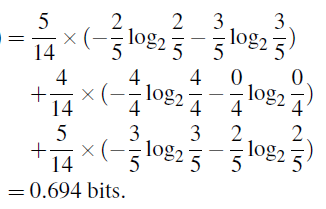 = 5/14 × (−2/5 log₂ 2/5 − 3/5 log₂ 3/5)
+ 4/14 × (−4/4 log₂ 4/4 − 0/4 log₂ 0/4)
+ 5/14 × (−3/5 log₂ 3/5 − 2/5 log₂ 2/5)
= 0.694 bits.